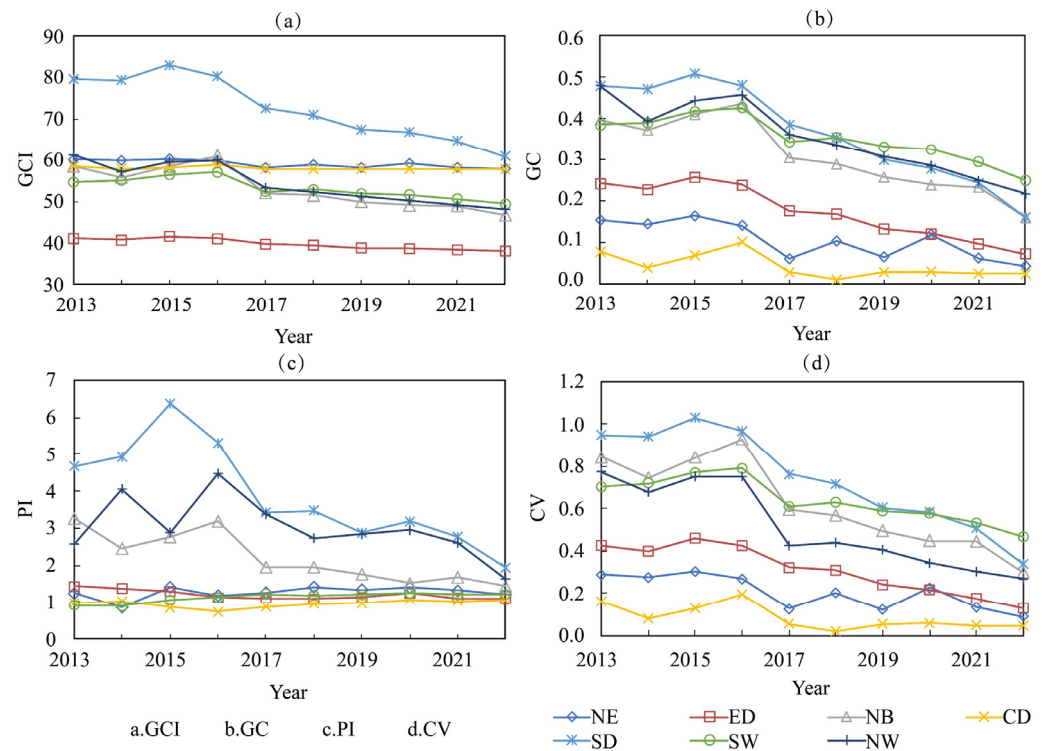 (a)
90
80
70
60
50
40
30
GCI
2013 2015 2017 2019 2021
Year
(b)
0.6
0.5
0.4
0.3
0.2
0.1
0.0
GC
2013 2015 2017 2019 2021
Year
(c)
7
6
5
4
3
2
1
0
PI
2013 2015 2017 2019 2021
Year
(d)
1.2
1.0
0.8
0.6
0.4
0.2
0.0
CV
2013 2015 2017 2019 2021
Year
a.GCI b.GC c.PI d.CV
NE ED NB CD
SD SW NW